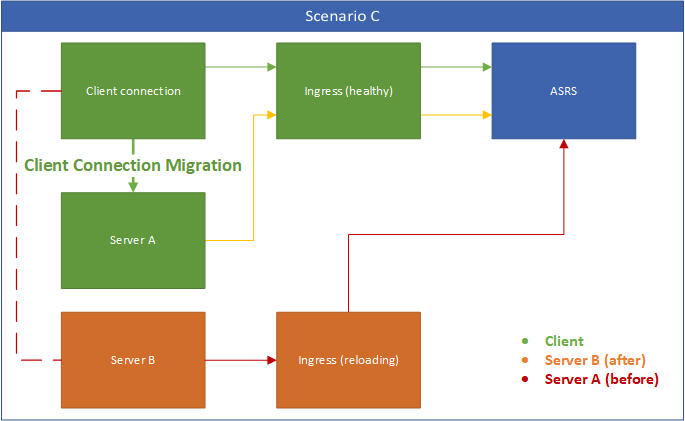 Scenario C
Client connection
Ingress (healthy)
ASRS
Client Connection Migration
Server A
Server B
Ingress (reloading)
• Client
• Server B (after)
• Server A (before)